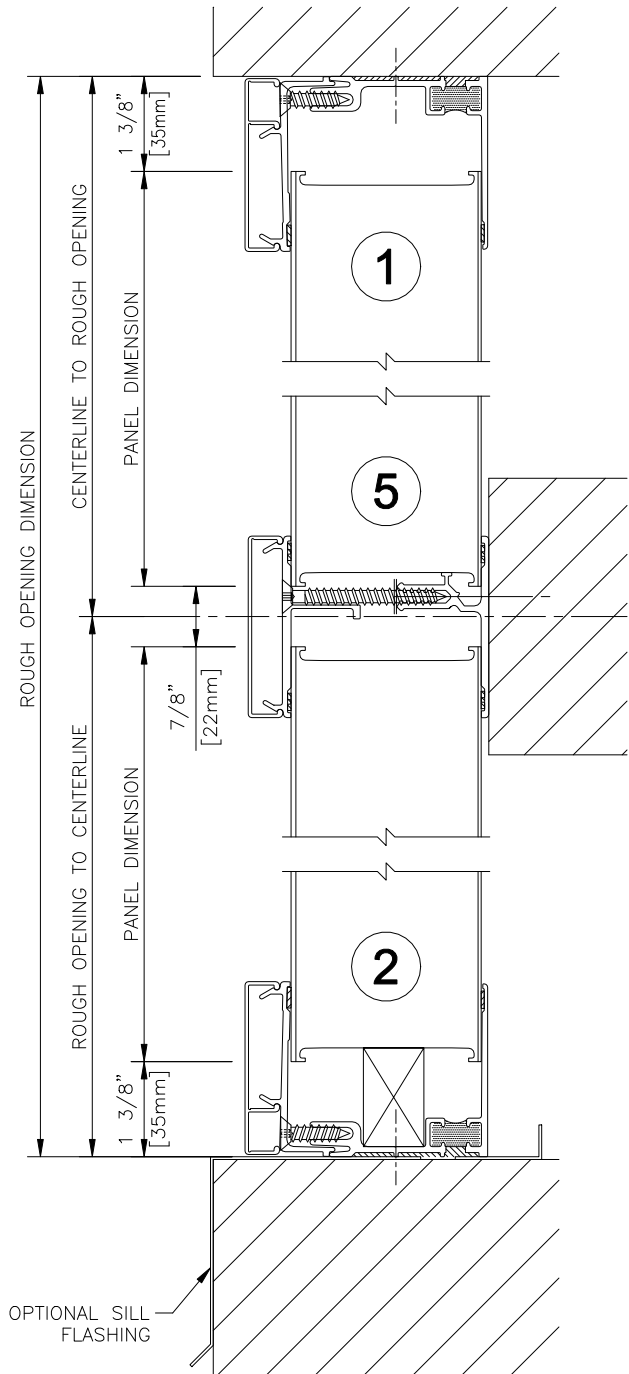 1 3/8"
[35mm]
CENTERLINE TO ROUGH OPENING
PANEL DIMENSION
1
ROUGH OPENING DIMENSION
5
7/8"
[22mm]
ROUGH OPENING TO CENTERLINE
PANEL DIMENSION
2
1 3/8"
[35mm]
OPTIONAL SILL
FLASHING